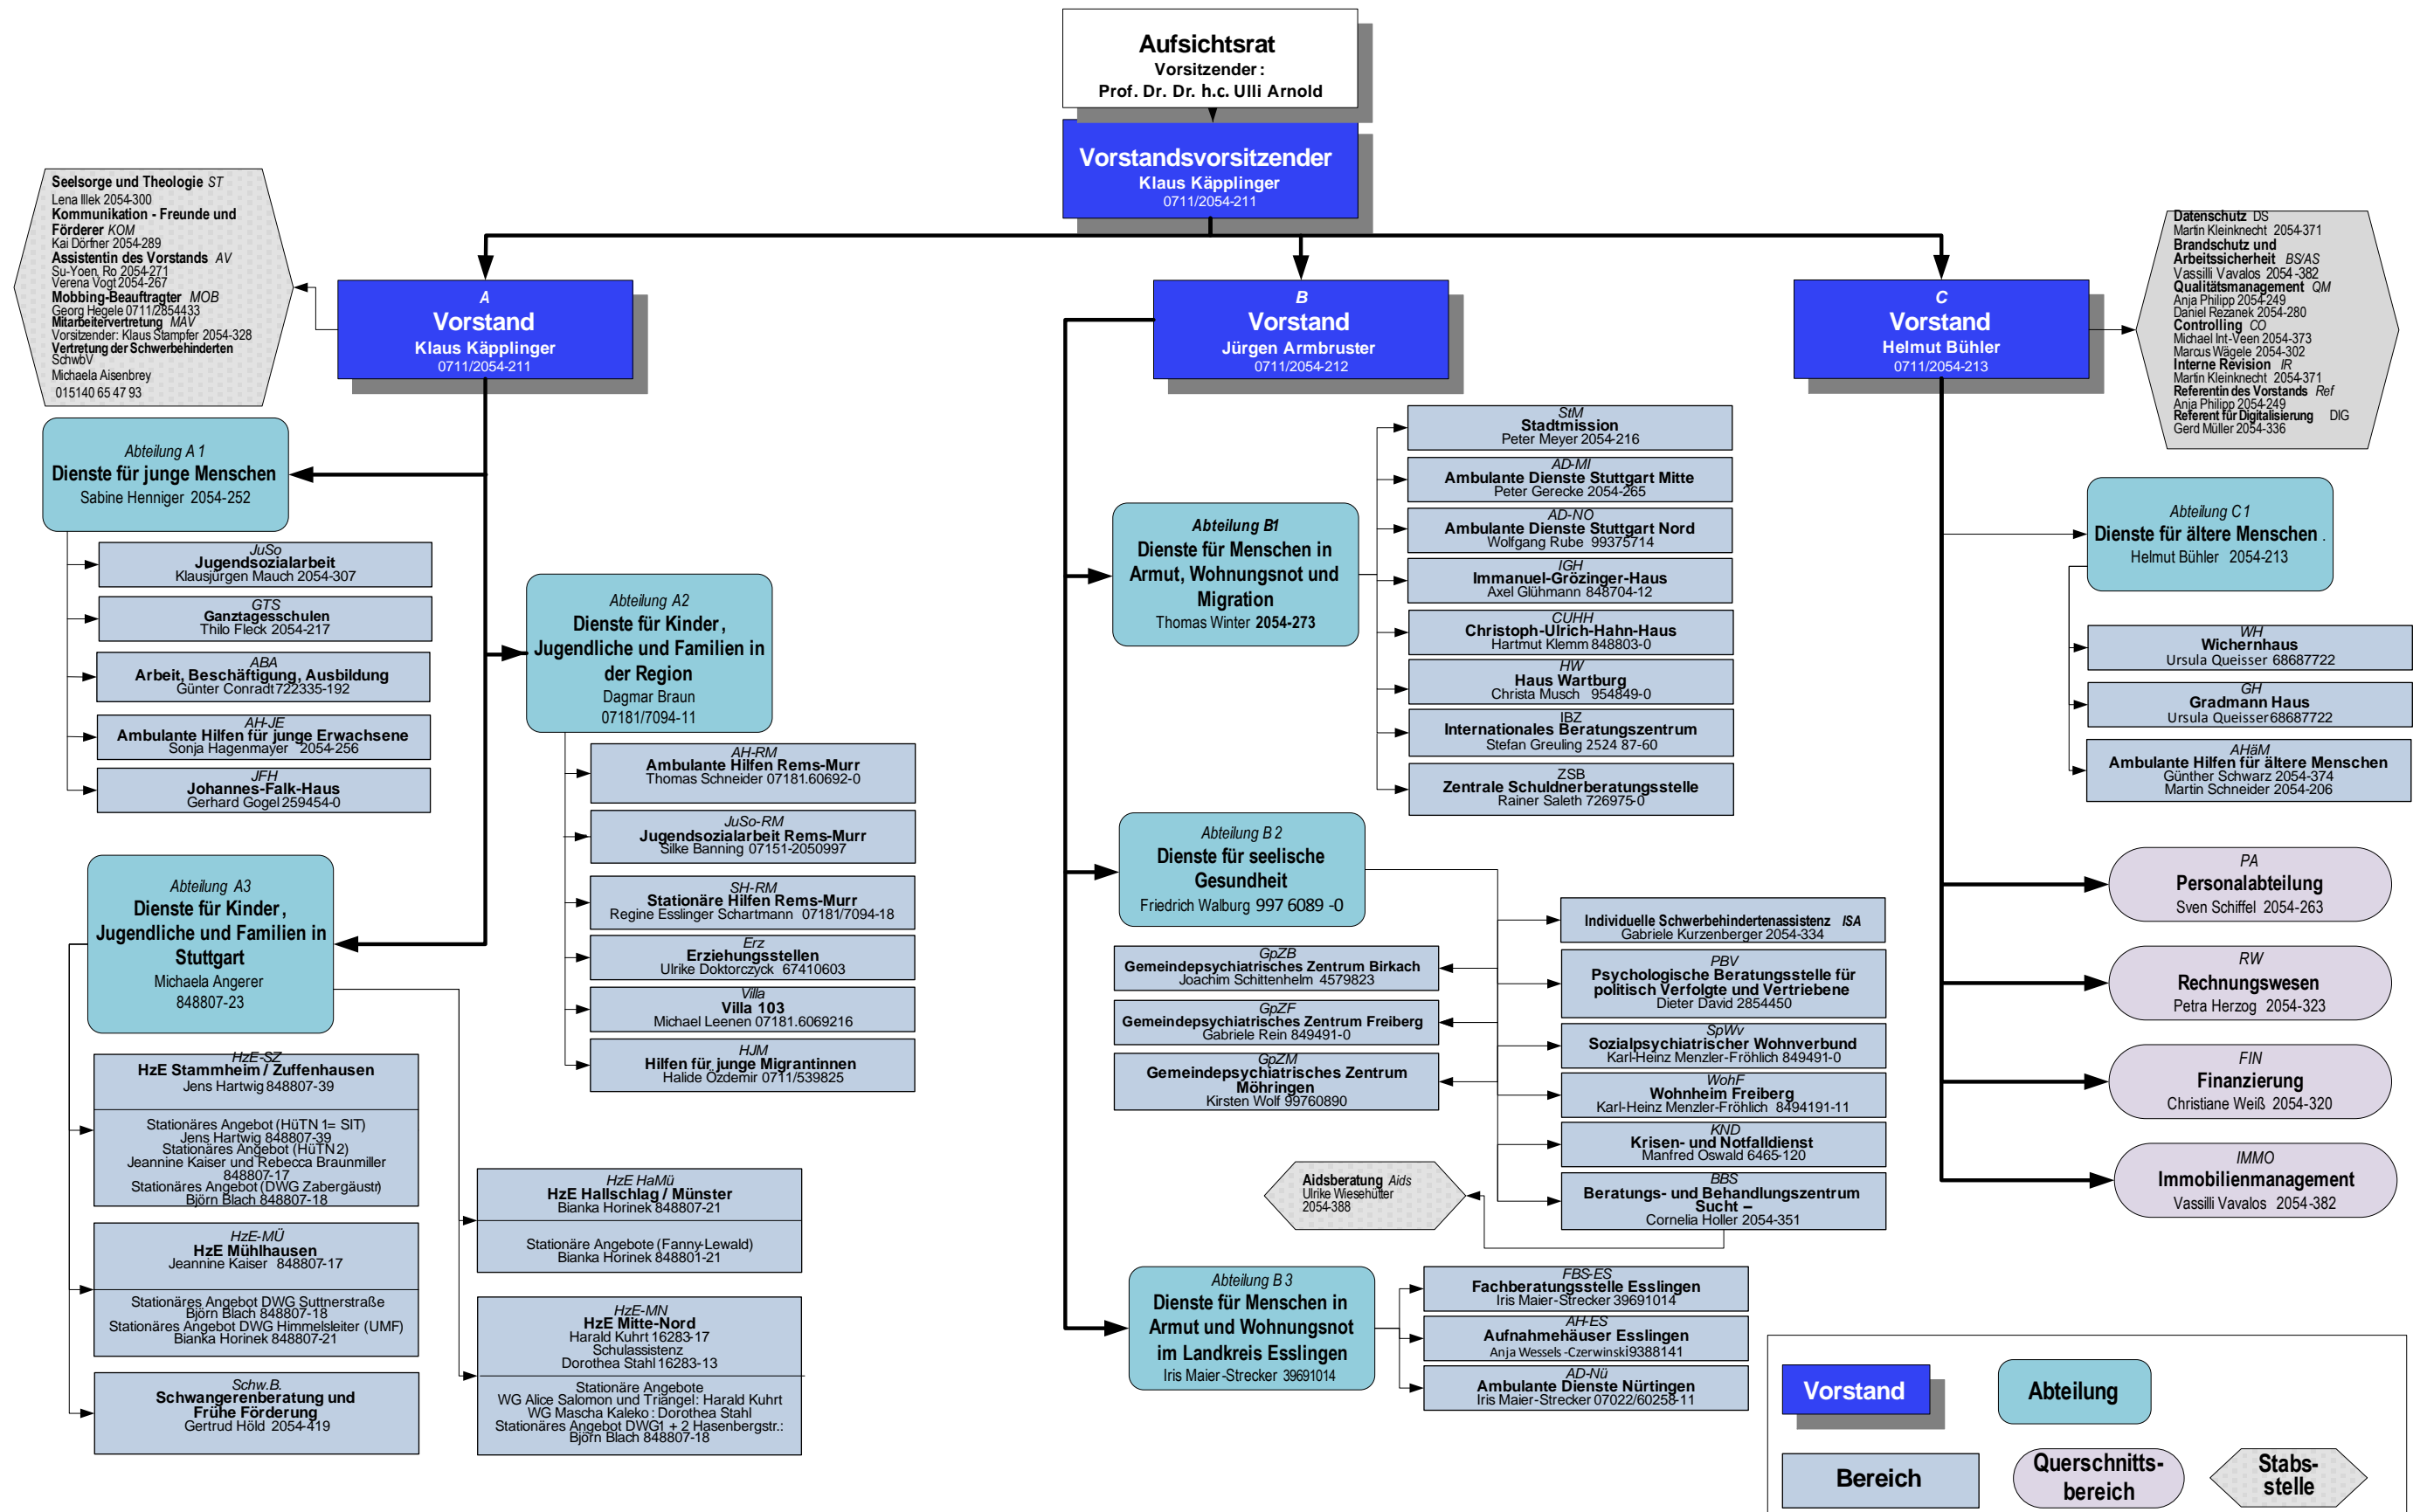 Aufsichtsrat
Vorsitzender :
Prof. Dr. Dr. h.c. Ulli Arnold
Vorstandsvorsitzender
Klaus Käpplinger
0711/2054-211
Seelsorge und Theologie ST
Lena Illek 2054-300
Kommunikation - Freunde und
Förderer KOM
Kai Dörfner 2054-289
Assistentin des Vorstands AV
Su-Yoen, Ro 2054-271
Verena Vogt 2054-267
Mobbing-Beauftragter MOB
Georg Hegele 0711/2854433
Mitarbeitervertretung MAV
Vorsitzender: Klaus Stampfer 2054-328
Vertretung der Schwerbehinderten
SchwbV
Michaela Aisenbrey
015140 65 47 93
A
Vorstand
Klaus Käpplinger
0711/2054-211
B
Vorstand
Jürgen Armbruster
0711/2054-212
C
Vorstand
Helmut Bühler
0711/2054-213
Datenschutz DS
Martin Kleinknecht 2054-371
Brandschutz und
Arbeitssicherheit BS/AS
Vassilli Vavalos 2054 -382
Qualitätsmanagement QM
Anja Philipp 2054-249
Daniel Rezanek 2054-280
Controlling CO
Michael Int-Veen 2054-373
Marcus Wägele 2054-302
Interne Revision IR
Martin Kleinknecht 2054-371
Referentin des Vorstands Ref
Anja Philipp 2054-249
Referent für Digitalisierung DIG
Gerd Müller 2054-336
Abteilung A 1
Dienste für junge Menschen
Sabine Henniger 2054-252
JuSo
Jugendsozialarbeit
Klausjürgen Mauch 2054-307
GTS
Ganztagesschulen
Thilo Fleck 2054-217
ABA
Arbeit, Beschäftigung, Ausbildung
Günter Conradt 722335-192
AH-JE
Ambulante Hilfen für junge Erwachsene
Sonja Hagenmayer 2054-256
JFH
Johannes-Falk-Haus
Gerhard Gogel 259454-0
Abteilung A2
Dienste für Kinder ,
Jugendliche und Familien in
der Region
Dagmar Braun
07181/7094-11
AH-RM
Ambulante Hilfen Rems-Murr
Thomas Schneider 07181.60692-0
JuSo-RM
Jugendsozialarbeit Rems-Murr
Silke Banning 07151-2050997
SH-RM
Stationäre Hilfen Rems-Murr
Regine Esslinger Schartmann 07181/7094-18
Erz
Erziehungsstellen
Ulrike Doktorczyck 67410603
Villa
Villa 103
Michael Leenen 07181.6069216
HJM
Hilfen für junge Migrantinnen
Halide Özdemir 0711/539825
Abteilung A3
Dienste für Kinder ,
Jugendliche und Familien in
Stuttgart
Michaela Angerer
848807-23
HzE-SZ
HzE Stammheim / Zuffenhausen
Jens Hartwig 848807-39
Stationäres Angebot (HüTN 1= SIT)
Jens Hartwig 848807-39
Stationäres Angebot (HüTN 2)
Jeannine Kaiser und Rebecca Braunmiller
848807-17
Stationäres Angebot (DWG Zabergäustr)
Björn Blach 848807-18
HzE-MÜ
HzE Mühlhausen
Jeannine Kaiser 848807-17
Stationäres Angebot DWG Suttnerstraße
Björn Blach 848807-18
Stationäres Angebot DWG Himmelsleiter (UMF)
Bianka Horinek 848807-21
Schw.B.
Schwangerenberatung und
Frühe Förderung
Gertrud Höld 2054-419
HzE HaMü
HzE Hallschlag / Münster
Bianka Horinek 848807-21
Stationäre Angebote (Fanny-Lewald)
Bianka Horinek 848801-21
HzE-MN
HzE Mitte-Nord
Harald Kuhrt 16283-17
Schulassistenz
Dorothea Stahl 16283-13
Stationäre Angebote
WG Alice Salomon und Triangel: Harald Kuhrt
WG Mascha Kaleko : Dorothea Stahl
Stationäres Angebot DWG1 + 2 Hasenbergstr.:
Björn Blach 848807-18
Abteilung B1
Dienste für Menschen in
Armut, Wohnungsnot und
Migration
Thomas Winter 2054-273
StM
Stadtmission
Peter Meyer 2054-216
AD-MI
Ambulante Dienste Stuttgart Mitte
Peter Gerecke 2054-265
AD-NO
Ambulante Dienste Stuttgart Nord
Wolfgang Rube 99375714
IGH
Immanuel-Grözinger-Haus
Axel Glühmann 848704-12
CUHH
Christoph-Ulrich-Hahn-Haus
Hartmut Klemm 848803-0
HW
Haus Wartburg
Christa Musch 954849-0
IBZ
Internationales Beratungszentrum
Stefan Greuling 2524 87-60
ZSB
Zentrale Schuldnerberatungsstelle
Rainer Saleth 726975-0
Abteilung B 2
Dienste für seelische
Gesundheit
Friedrich Walburg 997 6089 -0
GpZB
Gemeindepsychiatrisches Zentrum Birkach
Joachim Schittenhelm 4579823
GpZF
Gemeindepsychiatrisches Zentrum Freiberg
Gabriele Rein 849491-0
GpZM
Gemeindepsychiatrisches Zentrum
Möhringen
Kirsten Wolf 99760890
Individuelle Schwerbehindertenassistenz ISA
Gabriele Kurzenberger 2054-334
PBV
Psychologische Beratungsstelle für
politisch Verfolgte und Vertriebene
Dieter David 2854450
SpWv
Sozialpsychiatrischer Wohnverbund
Karl-Heinz Menzler-Fröhlich 849491-0
WohF
Wohnheim Freiberg
Karl-Heinz Menzler-Fröhlich 8494191-11
KND
Krisen- und Notfalldienst
Manfred Oswald 6465-120
BBS
Beratungs- und Behandlungszentrum
Sucht –
Cornelia Holler 2054-351
Aidsberatung Aids
Ulrike Wiesehütter
2054-388
Abteilung B 3
Dienste für Menschen in
Armut und Wohnungsnot
im Landkreis Esslingen
Iris Maier-Strecker 39691014
FBS-ES
Fachberatungsstelle Esslingen
Iris Maier-Strecker 39691014
AH-ES
Aufnahmehäuser Esslingen
Anja Wessels -Czerwinski9388141
AD-Nü
Ambulante Dienste Nürtingen
Iris Maier-Strecker 07022/60258-11
Abteilung C 1
Dienste für ältere Menschen .
Helmut Bühler 2054-213
WH
Wichernhaus
Ursula Queisser 68687722
GH
Gradmann Haus
Ursula Queisser 68687722
AHäM
Ambulante Hilfen für ältere Menschen
Günther Schwarz 2054-374
Martin Schneider 2054-206
PA
Personalabteilung
Sven Schiffel 2054-263
RW
Rechnungswesen
Petra Herzog 2054-323
FIN
Finanzierung
Christiane Weiß 2054-320
IMMO
Immobilienmanagement
Vassilli Vavalos 2054-382
Vorstand
Abteilung
Bereich
Querschnitts-
bereich
Stabs-
stelle